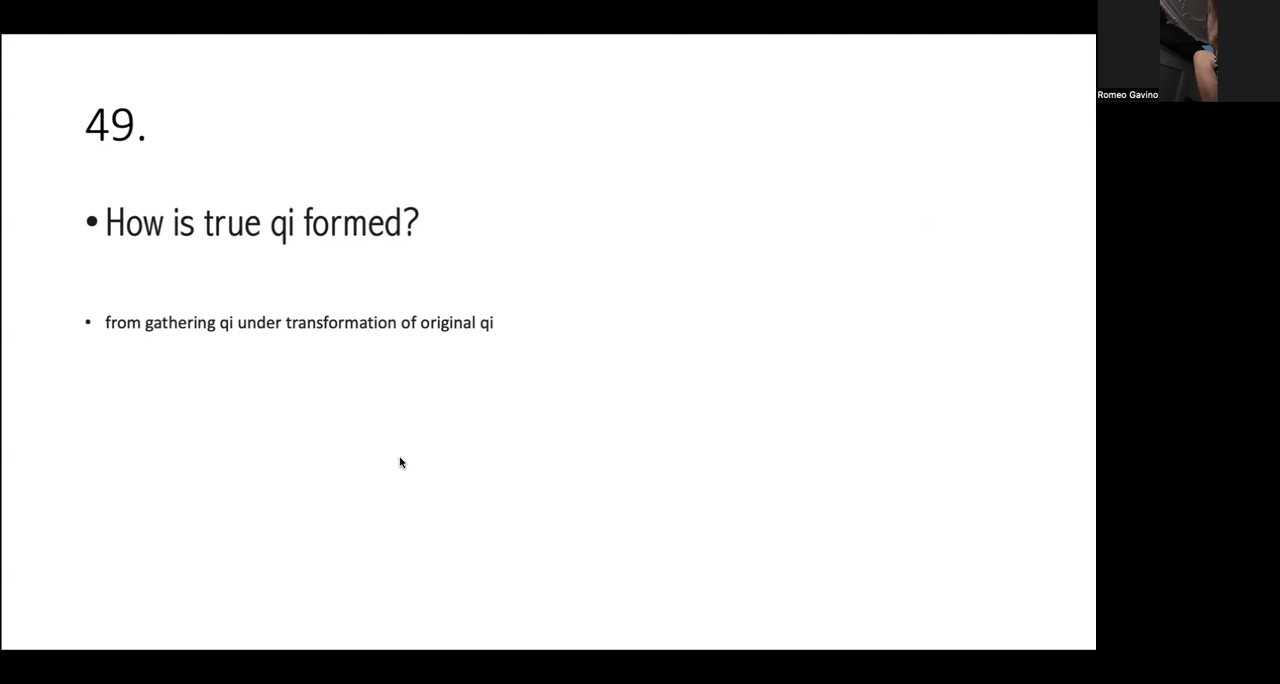 49.
• How is true qi formed?
• from gathering qi under transformation of original qi
Romeo Gavino